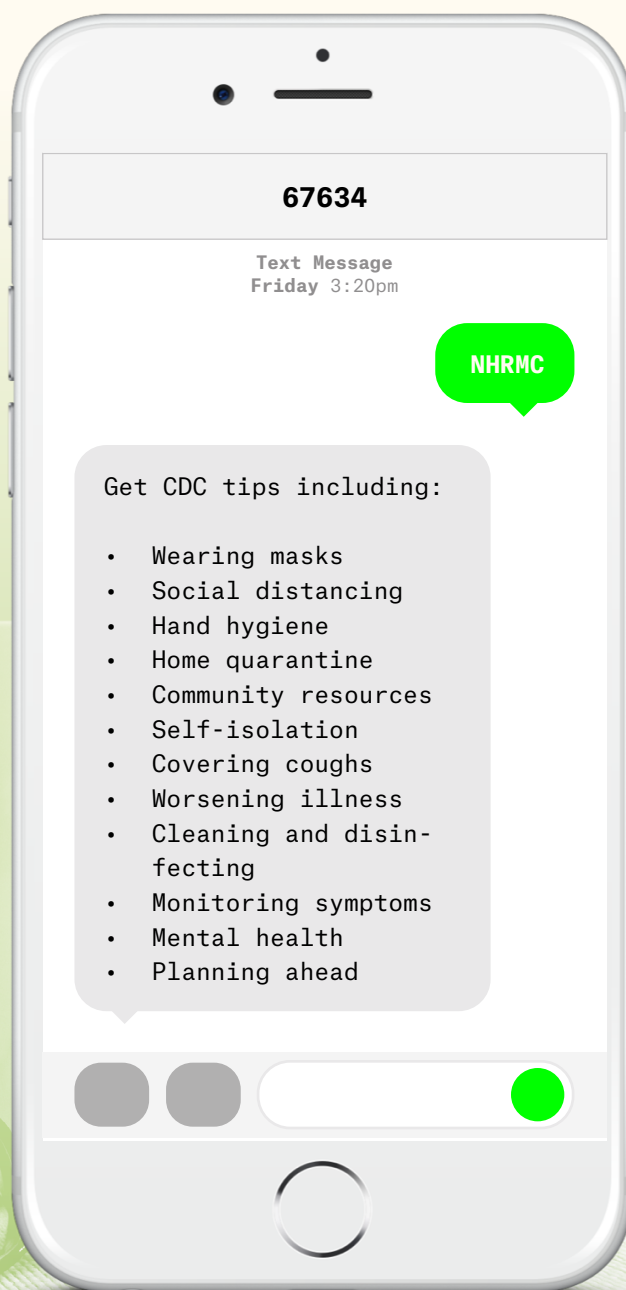 67634
Text Message
Friday 3:20pm
NHRMC
Get CDC tips including:
• Wearing masks
• Social distancing
• Hand hygiene
• Home quarantine
• Community resources
• Self-isolation
• Covering coughs
• Worsening illness
• Cleaning and disin-
fecting
• Monitoring symptoms
• Mental health
• Planning ahead